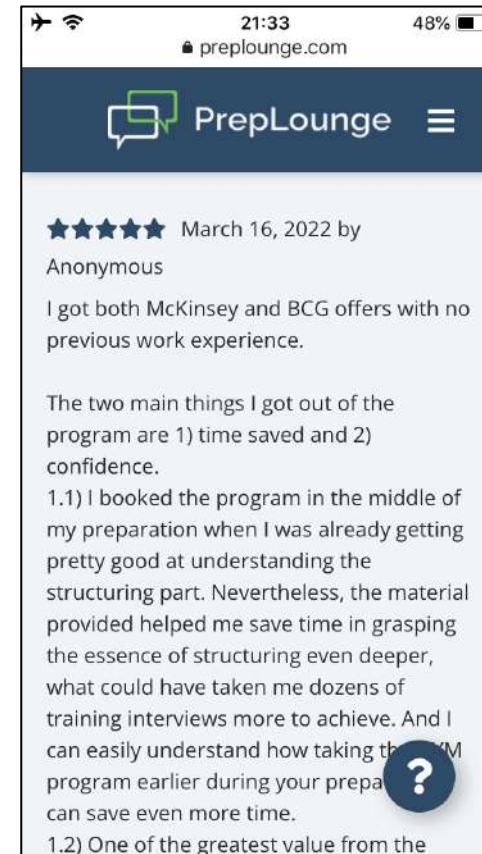 21:33
48%
preplounge.com
PrepLounge
March 16, 2022 by
Anonymous
I got both McKinsey and BCG offers with no
previous work experience.
The two main things I got out of the
program are 1) time saved and 2)
confidence.
1.1) I booked the program in the middle of
my preparation when I was already getting
pretty good at understanding the
structuring part. Nevertheless, the material
provided helped me save time in grasping
the essence of structuring even deeper,
what could have taken me dozens of
training interviews more to achieve. And I
can easily understand how taking
program earlier during your
?
can save even more time.
1.2) One of the greatest value from the